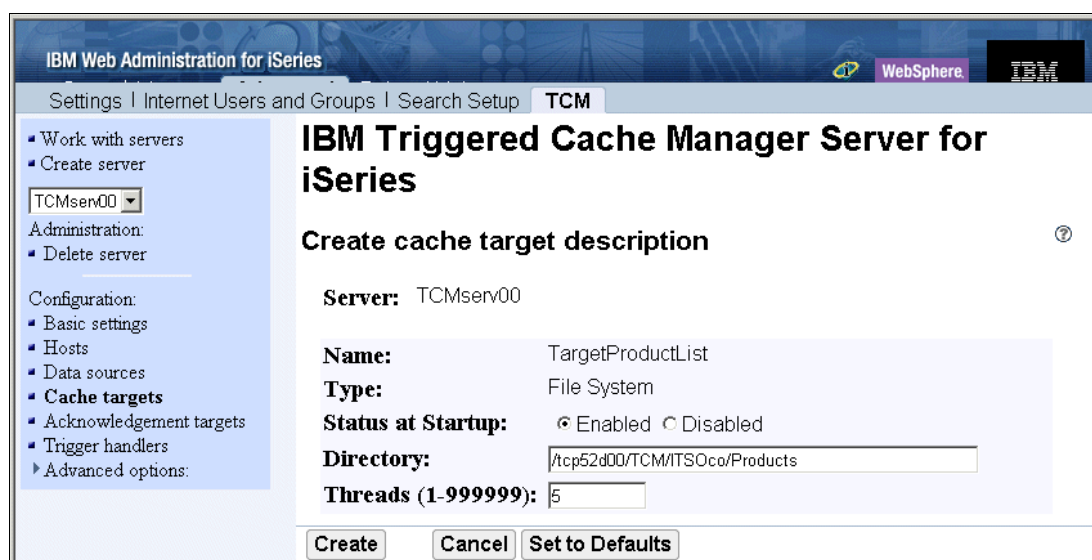 IBM Web Administration for iSeries
WebSphere.
IBM
Settings | Internet Users and Groups | Search Setup TCM
Work with servers
Create server
TCMserv00
Administration:
Delete server
Configuration:
Basic settings
Hosts
Data sources
Cache targets
Acknowledgement targets
Trigger handlers
Advanced options:
IBM Triggered Cache Manager Server for
iSeries
Create cache target description
?
Server: TCMserv00
Name: TargetProductList
Type: File System
Status at Startup: Enabled Disabled
Directory: /tcp52d00/TCM/ITSOco/Products
Threads (1-999999): 5
Create Cancel Set to Defaults